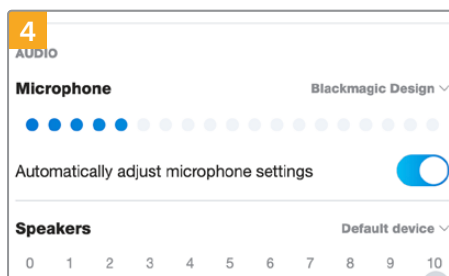 4
AUDIO
Microphone Blackmagic Design
Automatically adjust microphone settings
Speakers Default device
0 1 2 3 4 5 6 7 8 9 10